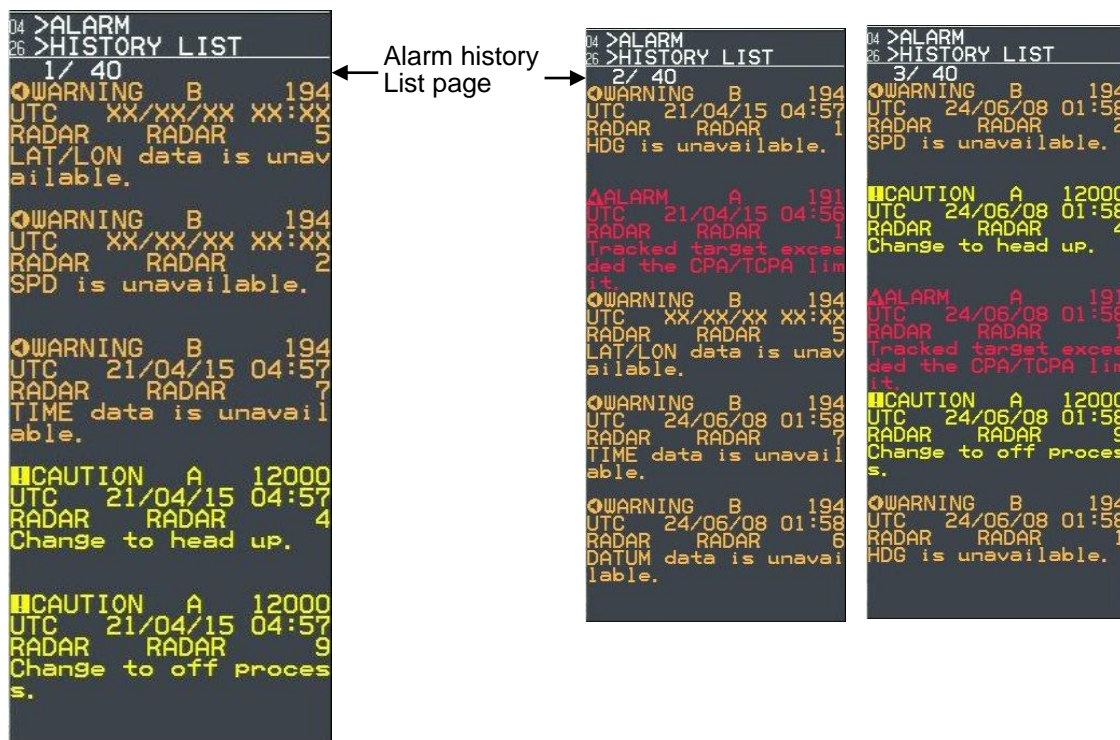 04 >ALARM
26 >HISTORY LIST
1/ 40
WARNING B 194
UTC XX/XX/XX XX:XX
RADAR RADAR 5
LAT/LON data is unav
ailable.
WARNING B 194
UTC XX/XX/XX XX:XX
RADAR RADAR 2
SPD is unavailable.
WARNING B 194
UTC 21/04/15 04:57
RADAR RADAR 7
TIME data is unavail
able.
CAUTION A 12000
UTC 21/04/15 04:57
RADAR RADAR 4
Change to head up.
CAUTION A 12000
UTC 21/04/15 04:57
RADAR RADAR 9
Change to off proces
s.
Alarm history
List page
04 >ALARM
26 >HISTORY LIST
2/ 40
WARNING B 194
UTC 21/04/15 04:57
RADAR RADAR 1
HDG is unavailable.
ALARM A 191
UTC 21/04/15 04:56
RADAR RADAR 1
Tracked target excee
ded the CPA/TCPA lim
it.
WARNING B 194
UTC XX/XX/XX XX:XX
RADAR RADAR 5
LAT/LON data is unav
ailable.
WARNING B 194
UTC 24/06/08 01:58
RADAR RADAR 7
TIME data is unavail
able.
WARNING B 194
UTC 24/06/08 01:58
RADAR RADAR 6
DATUM data is unavai
lable.
04 >ALARM
26 >HISTORY LIST
3/ 40
WARNING B 194
UTC 24/06/08 01:58
RADAR RADAR 2
SPD is unavailable.
CAUTION A 12000
UTC 24/06/08 01:58
RADAR RADAR 4
Change to head up.
ALARM A 191
UTC 24/06/08 01:58
RADAR RADAR 1
Tracked target excee
ded the CPA/TCPA lim
it.
CAUTION A 12000
UTC 24/06/08 01:58
RADAR RADAR 9
Change to off proces
s.
WARNING B 194
UTC 24/06/08 01:58
RADAR RADAR 1
HDG is unavailable.